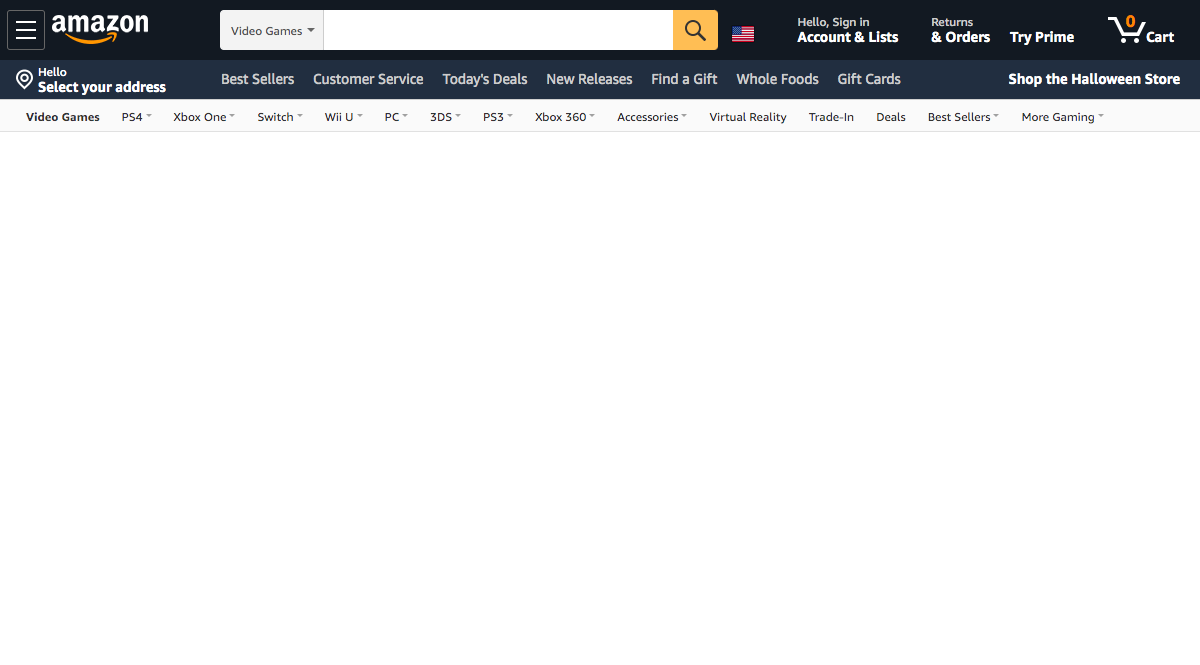 amazon
Video Games
Hello, Sign in
Account & Lists
Returns
& Orders
Try Prime
0
Cart
Hello
Select your address
Best Sellers Customer Service Today's Deals New Releases Find a Gift Whole Foods Gift Cards
Shop the Halloween Store
Video Games PS4 Xbox One Switch Wii U PC 3DS PS3 Xbox 360 Accessories Virtual Reality Trade-In Deals Best Sellers More Gaming